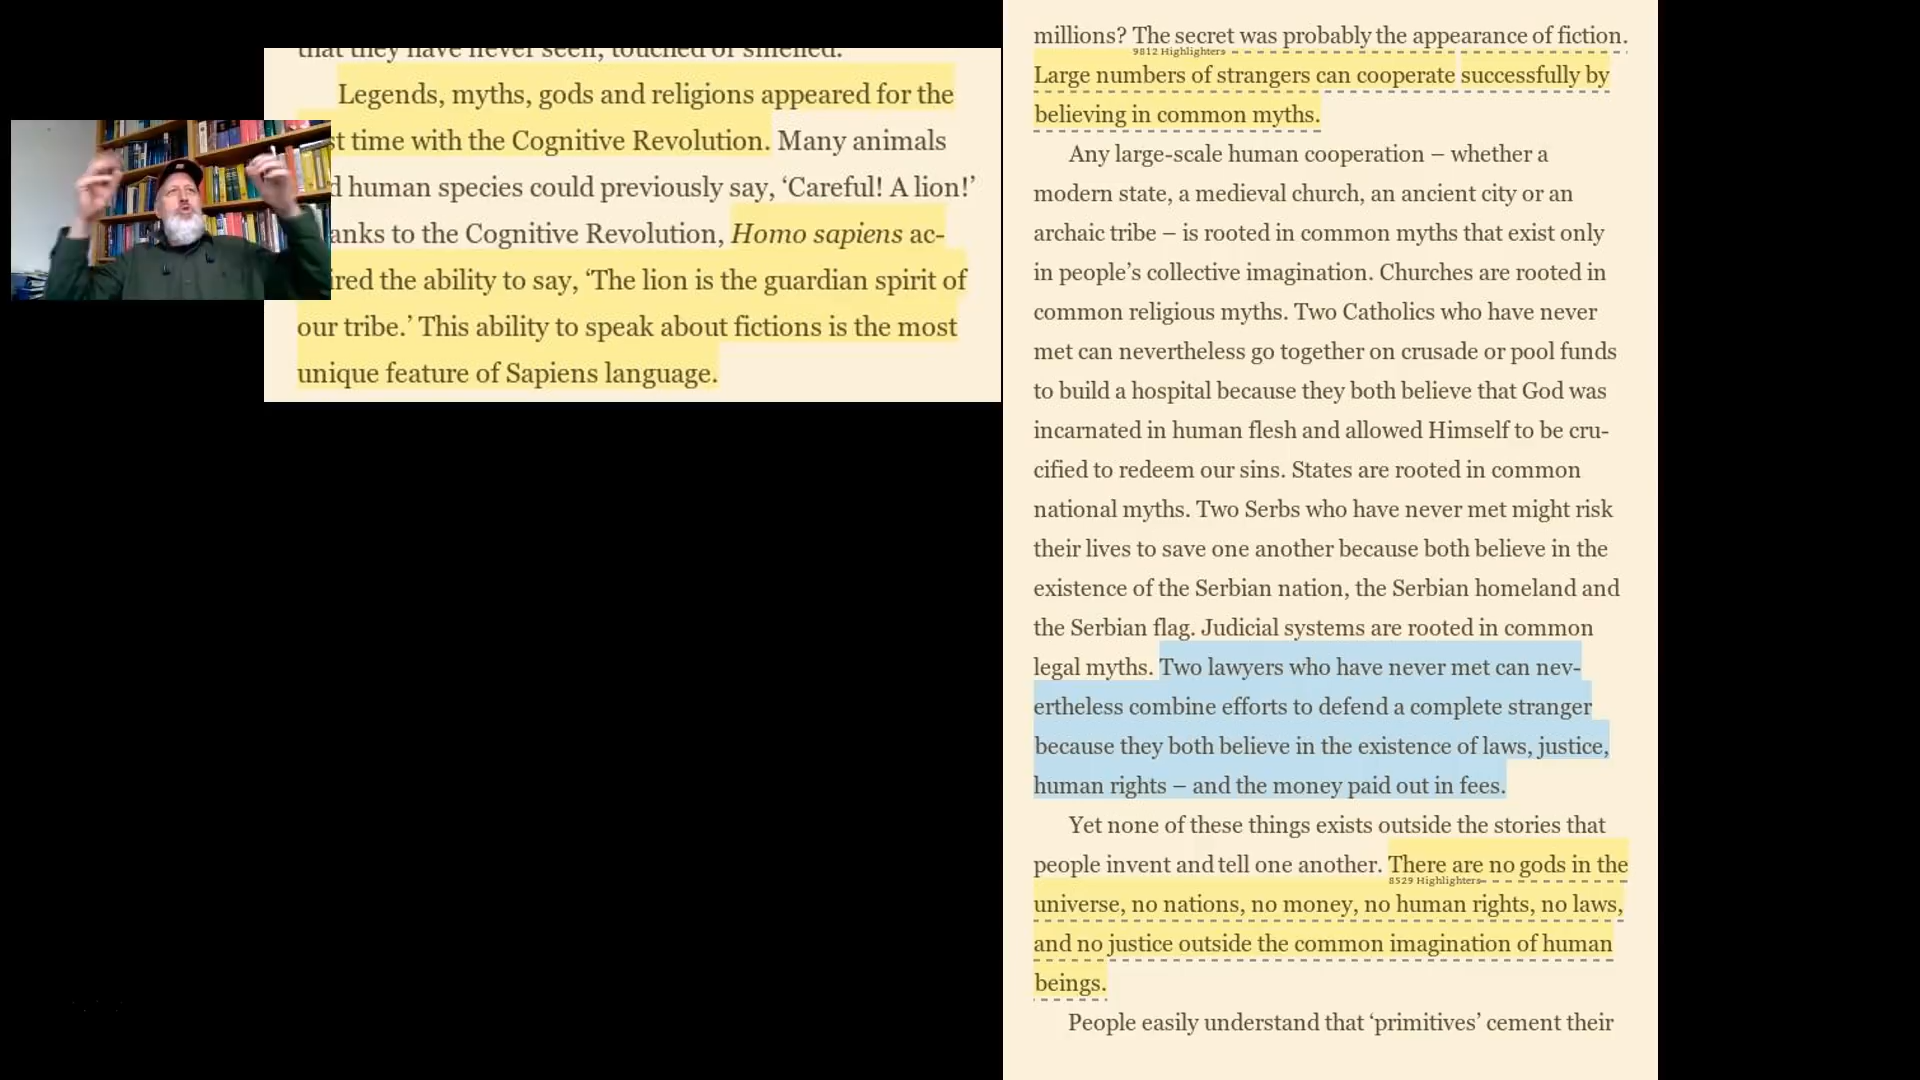 that they have never seen, touched or smelled.
Legends, myths, gods and religions appeared for the
st time with the Cognitive Revolution. Many animals
d human species could previously say, ‘Careful! A lion!’
anks to the Cognitive Revolution, Homo sapiens ac-
ired the ability to say, ‘The lion is the guardian spirit of
our tribe.’ This ability to speak about fictions is the most
unique feature of Sapiens language.
millions? The secret was probably the appearance of fiction.
9812 Highlighters
Large numbers of strangers can cooperate successfully by
believing in common myths.
Any large-scale human cooperation – whether a
modern state, a medieval church, an ancient city or an
archaic tribe – is rooted in common myths that exist only
in people’s collective imagination. Churches are rooted in
common religious myths. Two Catholics who have never
met can nevertheless go together on crusade or pool funds
to build a hospital because they both believe that God was
incarnated in human flesh and allowed Himself to be cru-
cified to redeem our sins. States are rooted in common
national myths. Two Serbs who have never met might risk
their lives to save one another because both believe in the
existence of the Serbian nation, the Serbian homeland and
the Serbian flag. Judicial systems are rooted in common
legal myths. Two lawyers who have never met can nev-
ertheless combine efforts to defend a complete stranger
because they both believe in the existence of laws, justice,
human rights – and the money paid out in fees.
Yet none of these things exists outside the stories that
people invent and tell one another. There are no gods in the
8529 Highlighters
universe, no nations, no money, no human rights, no laws,
and no justice outside the common imagination of human
beings.
People easily understand that ‘primitives’ cement their